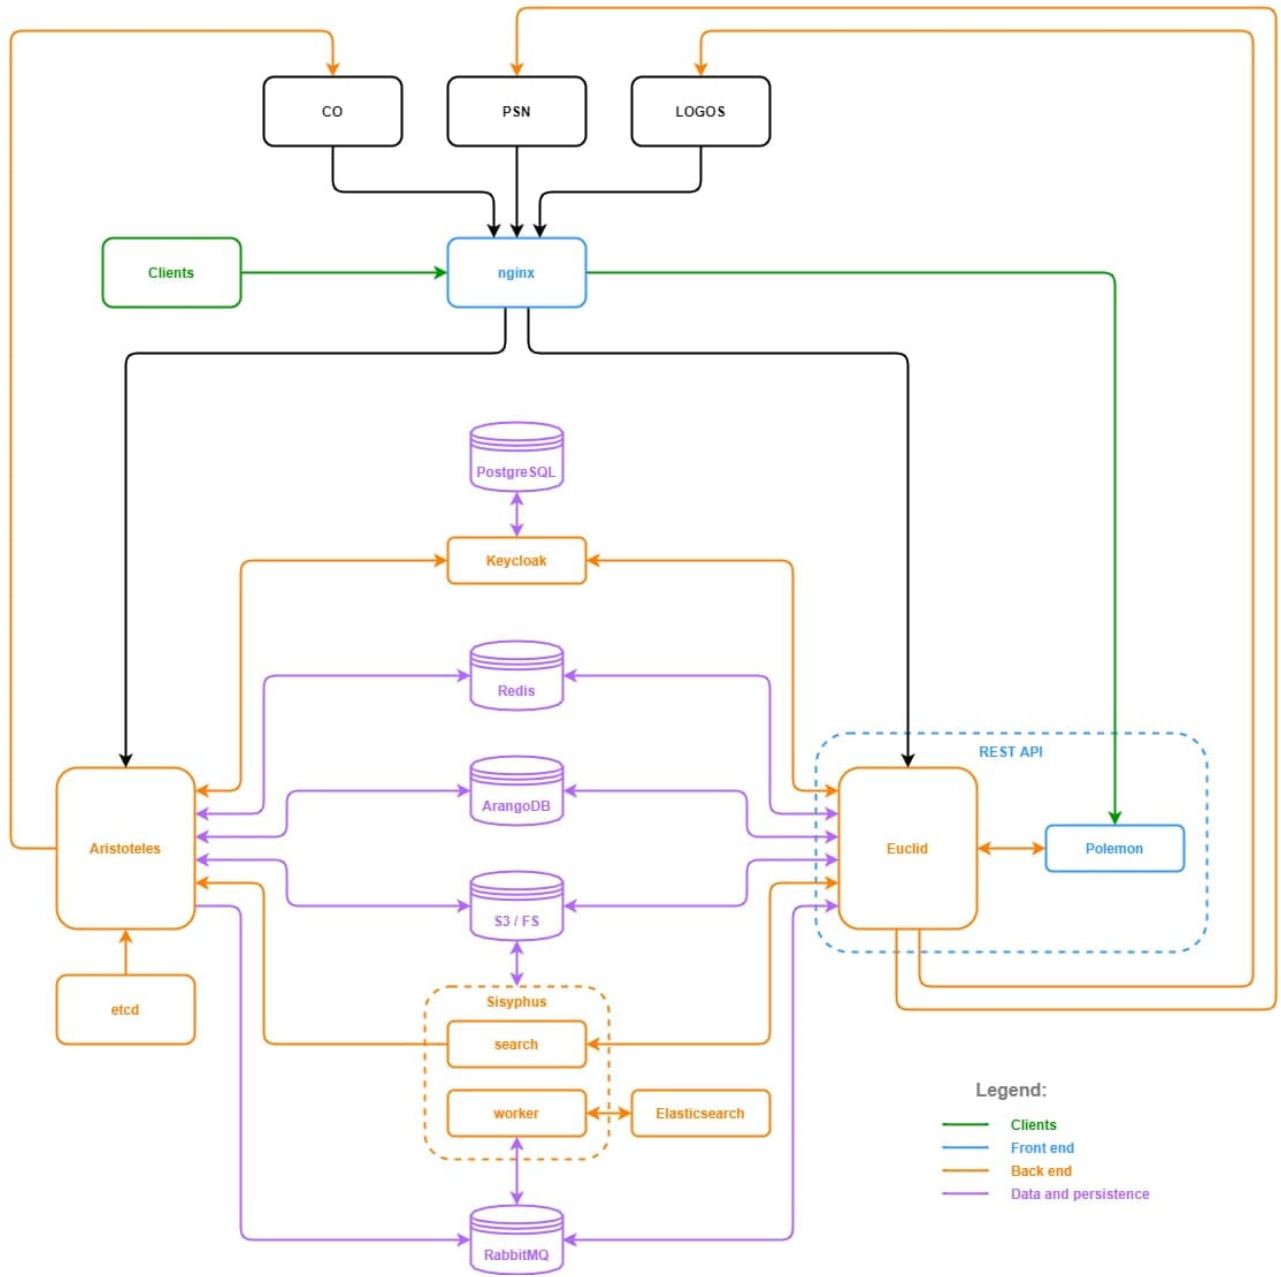 CO
PSN
LOGOS
Clients
nginx
PostgreSQL
Keycloak
Redis
REST API
ArangoDB
Aristoteles
Euclid
Polemon
S3 / FS
Sisyphus
etcd
search
worker
Elasticsearch
Legend:
Clients
Front end
Back end
Data and persistence
RabbitMQ